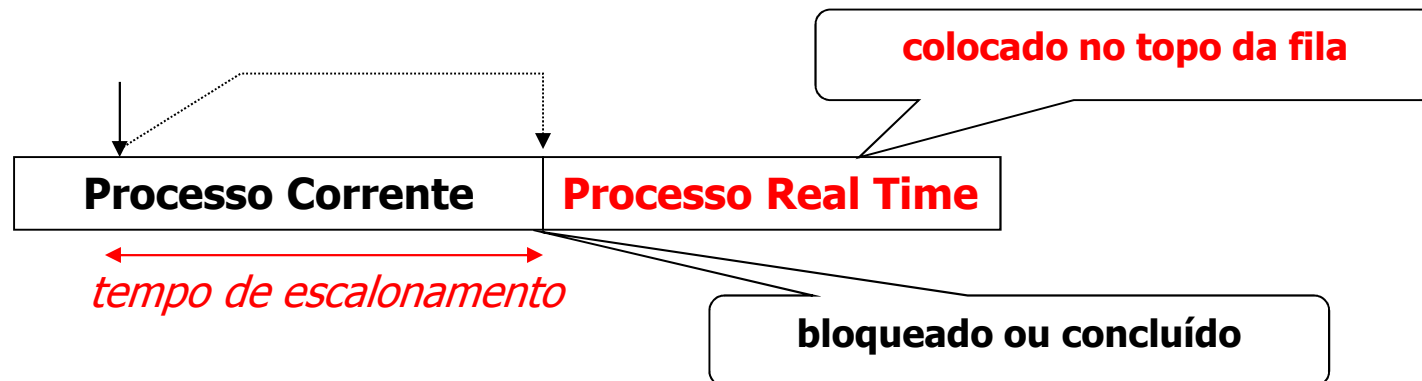 colocado no topo da fila
Processo Corrente
Processo Real Time
tempo de escalonamento
bloqueado ou concluído